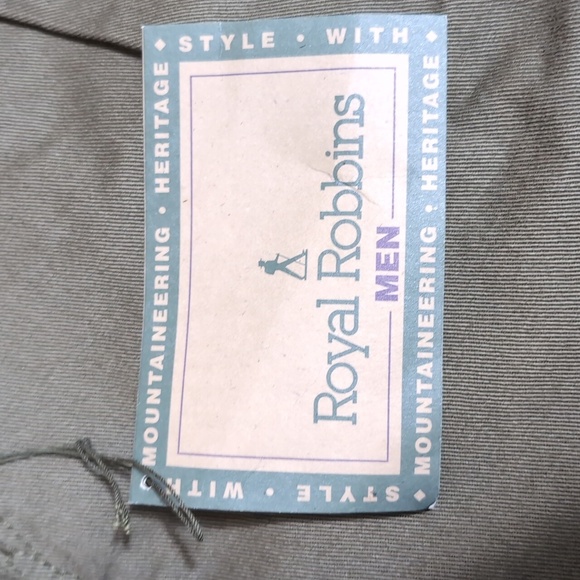 STYLE • WITH
MOUNTAINEERING • HERITAGE
Royal Robbins
MEN
MOUNTAINEERING • HERITAGE
STYLE • WITH